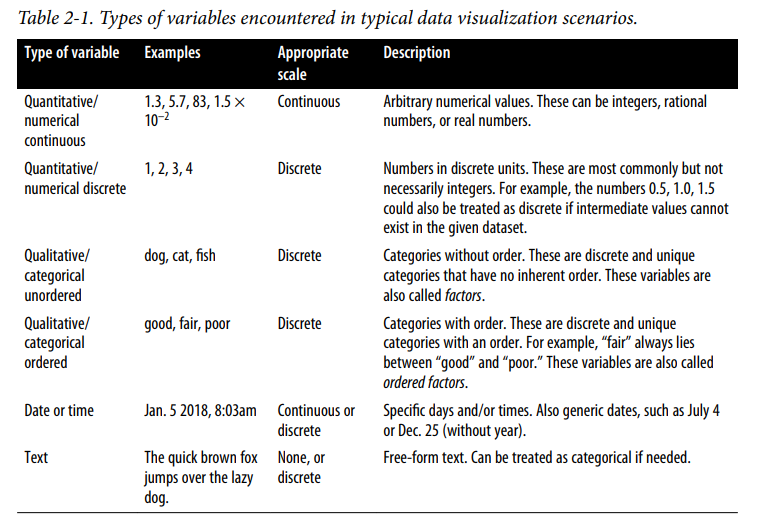 Table 2-1. Types of variables encountered in typical data visualization scenarios.
Type of variable Examples Appropriate scale Description
Quantitative/ numerical continuous 1.3, 5.7, 83, 1.5 × 10–2 Continuous Arbitrary numerical values. These can be integers, rational numbers, or real numbers.
Quantitative/ numerical discrete 1, 2, 3, 4 Discrete Numbers in discrete units. These are most commonly but not necessarily integers. For example, the numbers 0.5, 1.0, 1.5 could also be treated as discrete if intermediate values cannot exist in the given dataset.
Qualitative/ categorical unordered dog, cat, fish Discrete Categories without order. These are discrete and unique categories that have no inherent order. These variables are also called factors.
Qualitative/ categorical ordered good, fair, poor Discrete Categories with order. These are discrete and unique categories with an order. For example, “fair” always lies between “good” and “poor.” These variables are also called ordered factors.
Date or time Jan. 5 2018, 8:03am Continuous or discrete Specific days and/or times. Also generic dates, such as July 4 or Dec. 25 (without year).
Text The quick brown fox jumps over the lazy dog. None, or discrete Free-form text. Can be treated as categorical if needed.